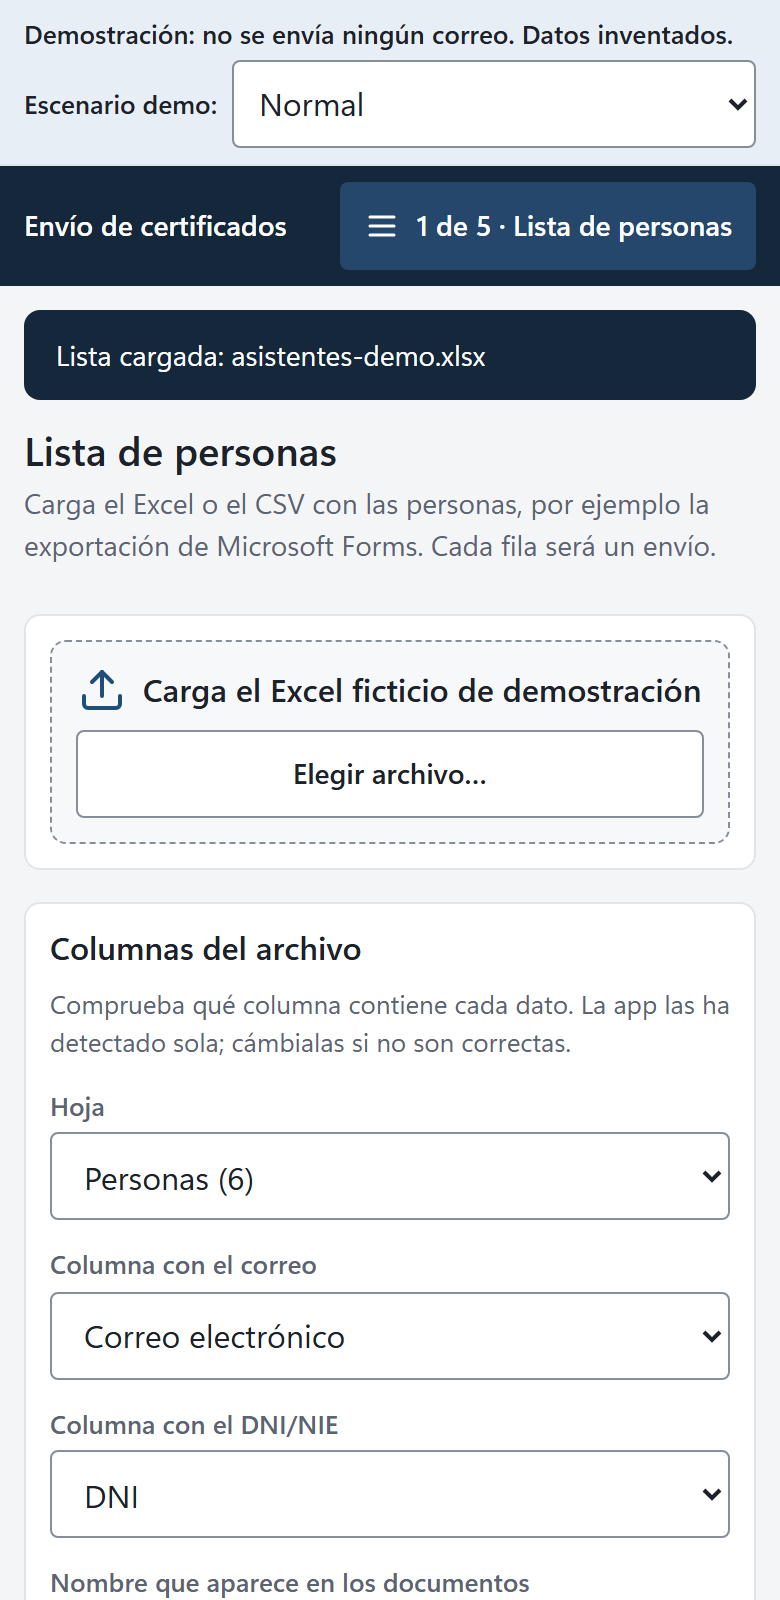 Demostración: no se envía ningún correo. Datos inventados.
Escenario demo:
Normal
Envío de certificados
1 de 5 · Lista de personas
Lista cargada: asistentes-demo.xlsx
Lista de personas
Carga el Excel o el CSV con las personas, por ejemplo la
exportación de Microsoft Forms. Cada fila será un envío.
Carga el Excel ficticio de demostración
Elegir archivo...
Columnas del archivo
Comprueba qué columna contiene cada dato. La app las ha
detectado sola; cámbialas si no son correctas.
Hoja
Personas (6)
Columna con el correo
Correo electrónico
Columna con el DNI/NIE
DNI
Nombre que aparece en los documentos